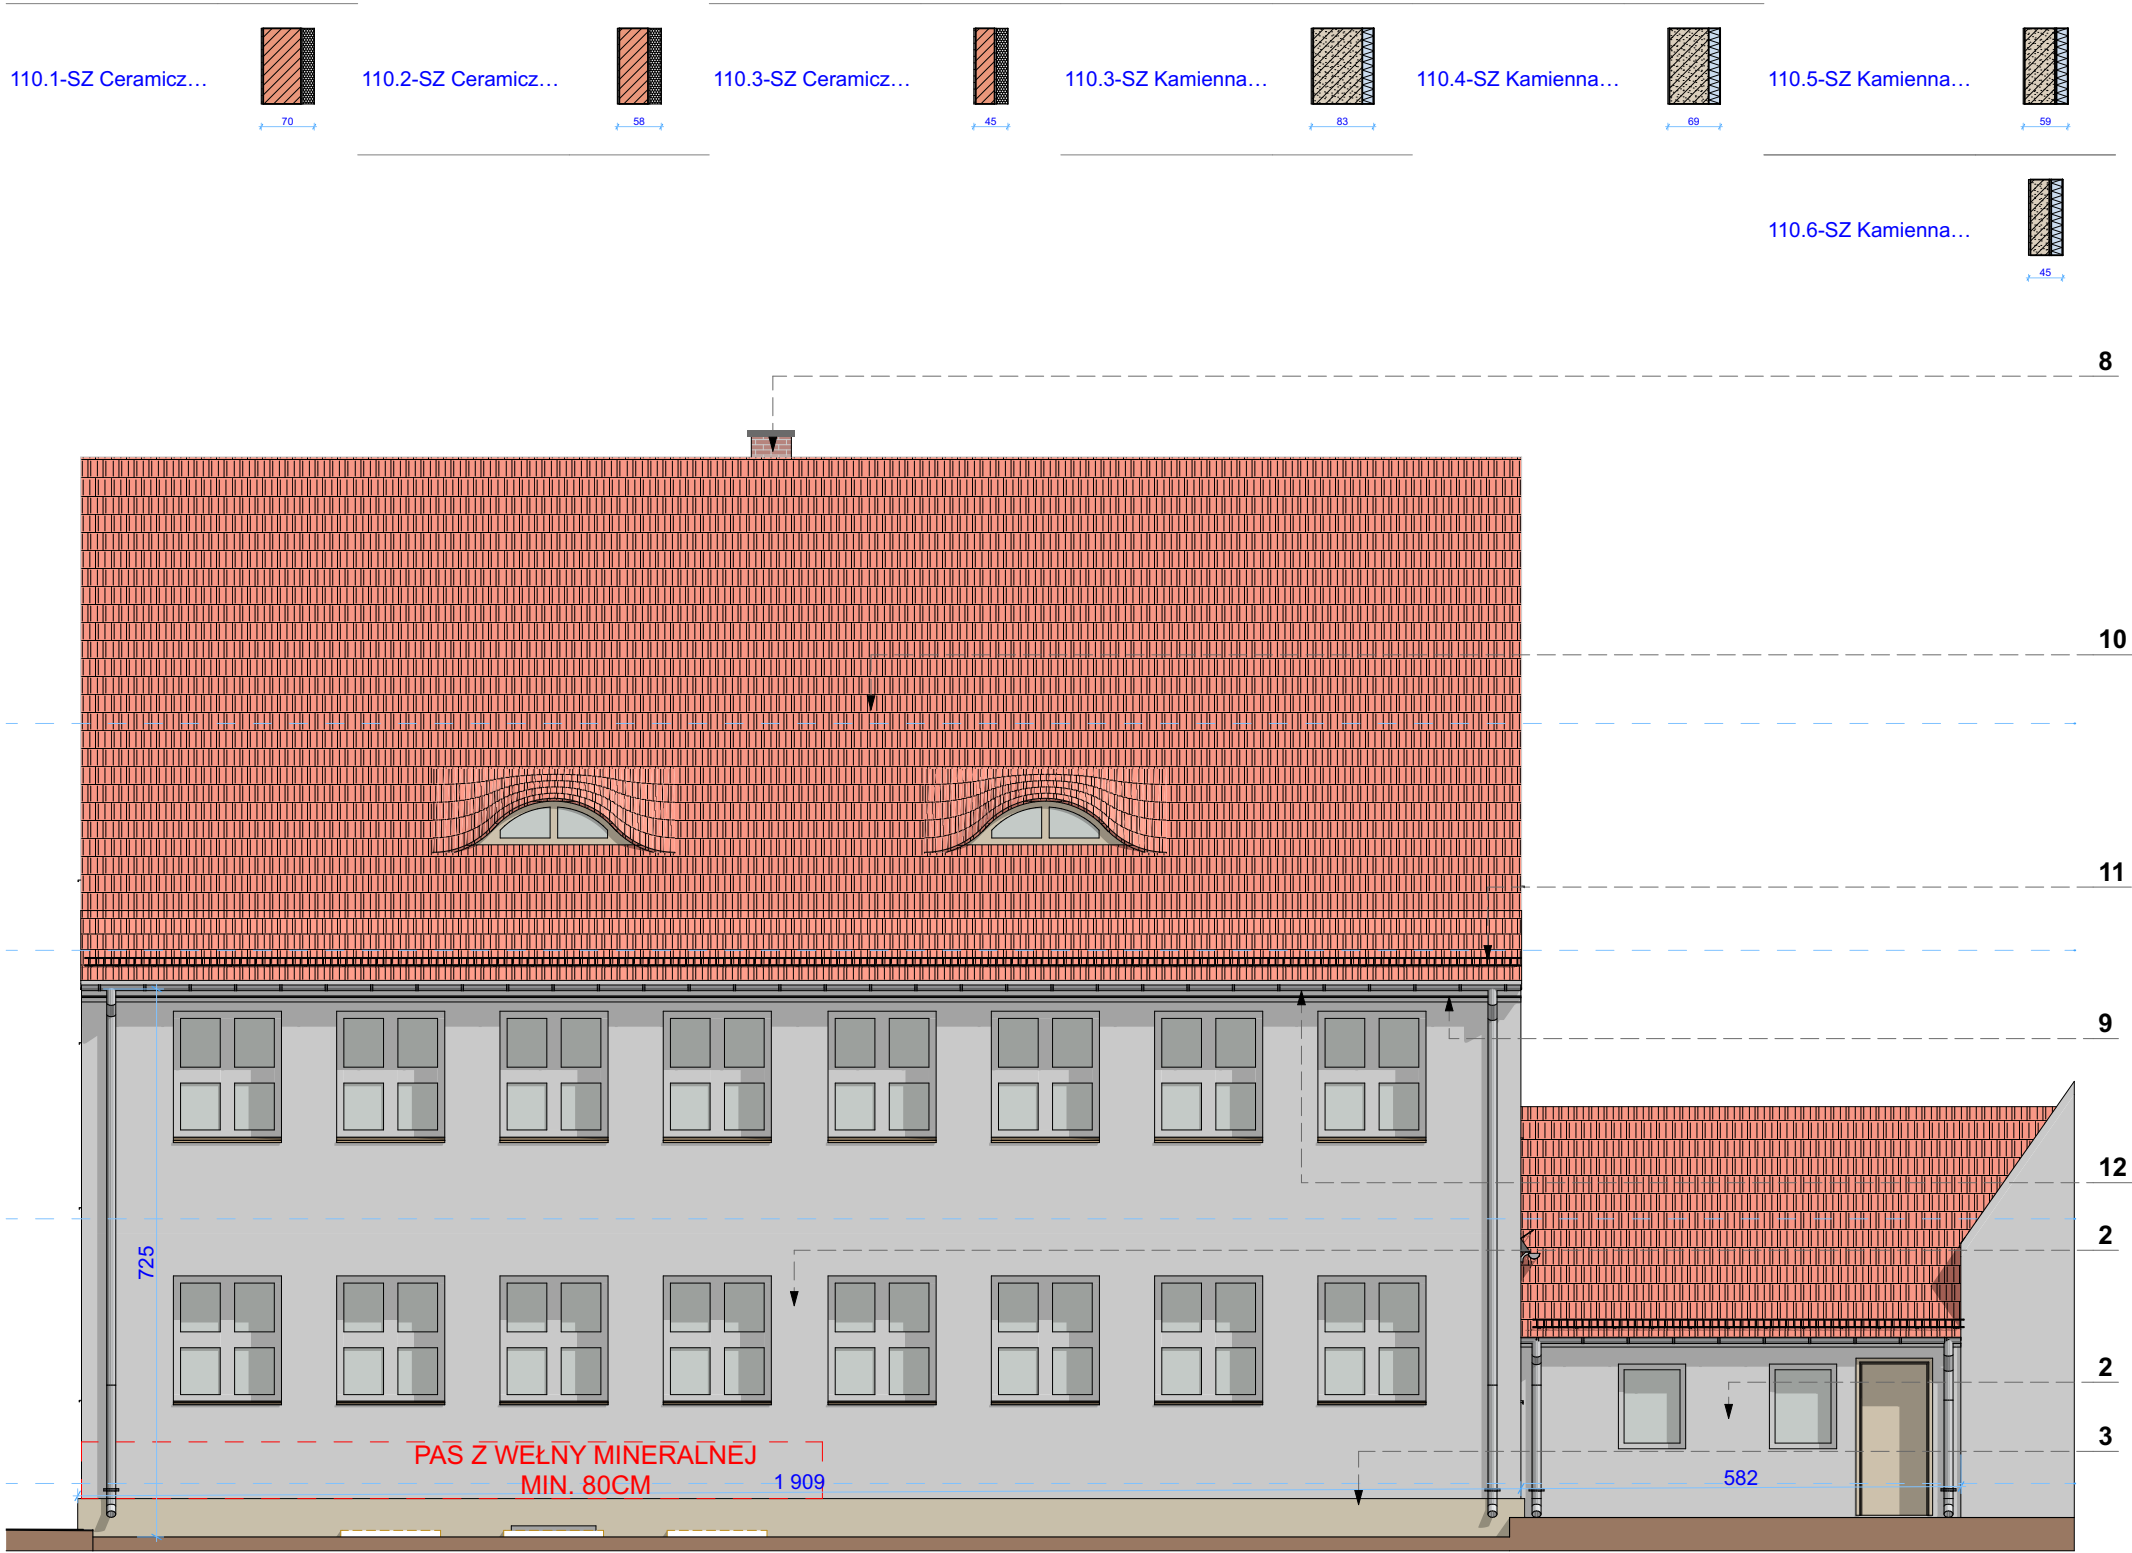 110.1-SZ Ceramicz...
70
110.2-SZ Ceramicz...
58
110.3-SZ Ceramicz...
45
110.3-SZ Kamienna...
83
110.4-SZ Kamienna...
69
110.5-SZ Kamienna...
59
110.6-SZ Kamienna...
45
8
10
11
9
12
2
725
2
3
PAS Z WEŁNY MINERALNEJ
MIN. 80CM
1 909
582